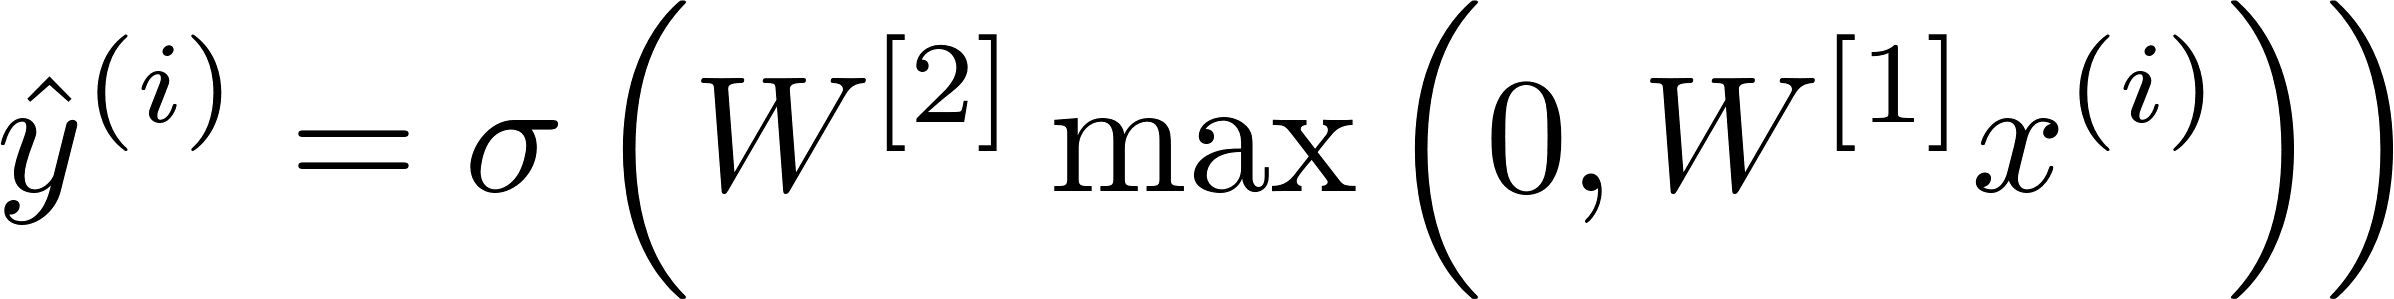 ŷ^(i) = σ (W^[2] max (0, W^[1] x^(i)))